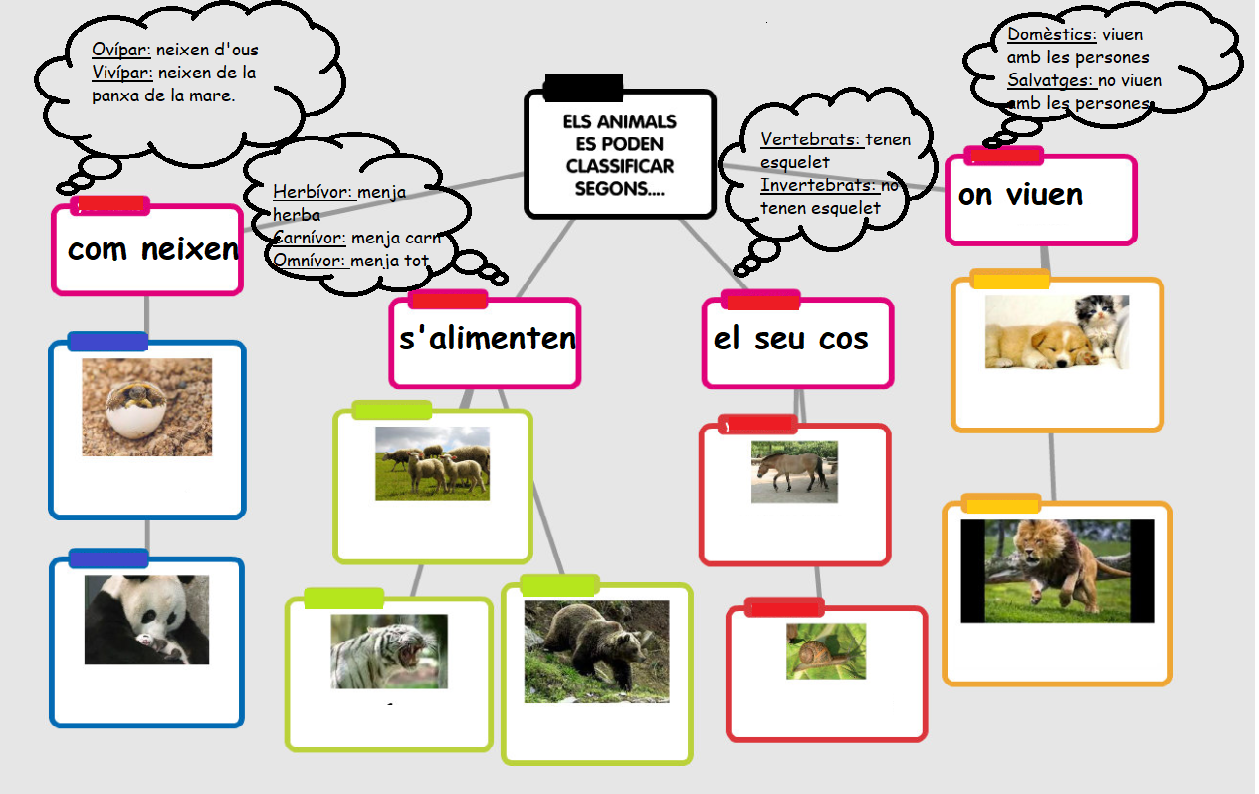 Ovípar: neixen d'ous
Vivípar: neixen de la
panxa de la mare.
Domèstics: viuen
amb les persones
Salvatges: no viuen
amb les persones
ELS ANIMALS
ES PODEN
CLASSIFICAR
SEGONS....
Vertebrats: tenen
esquelet
Invertebrats: no
tenen esquelet
Herbívor: menja
herba
Carnívor: menja carn
Omnívor: menja tot
com neixen
s'alimenten
el seu cos
on viuen